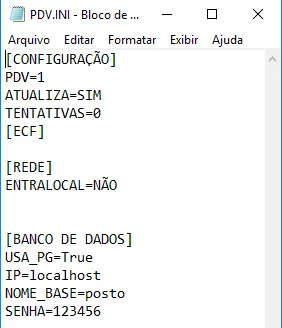 PDV.INI - Bloco de ...
Arquivo Editar Formatar Exibir Ajuda
[CONFIGURAÇÃO]
PDV=1
ATUALIZA=SIM
TENTATIVAS=0
[ECF]
[REDE]
ENTRALOCAL=NÃO
[BANCO DE DADOS]
USA_PG=True
IP=localhost
NOME_BASE=posto
SENHA=123456